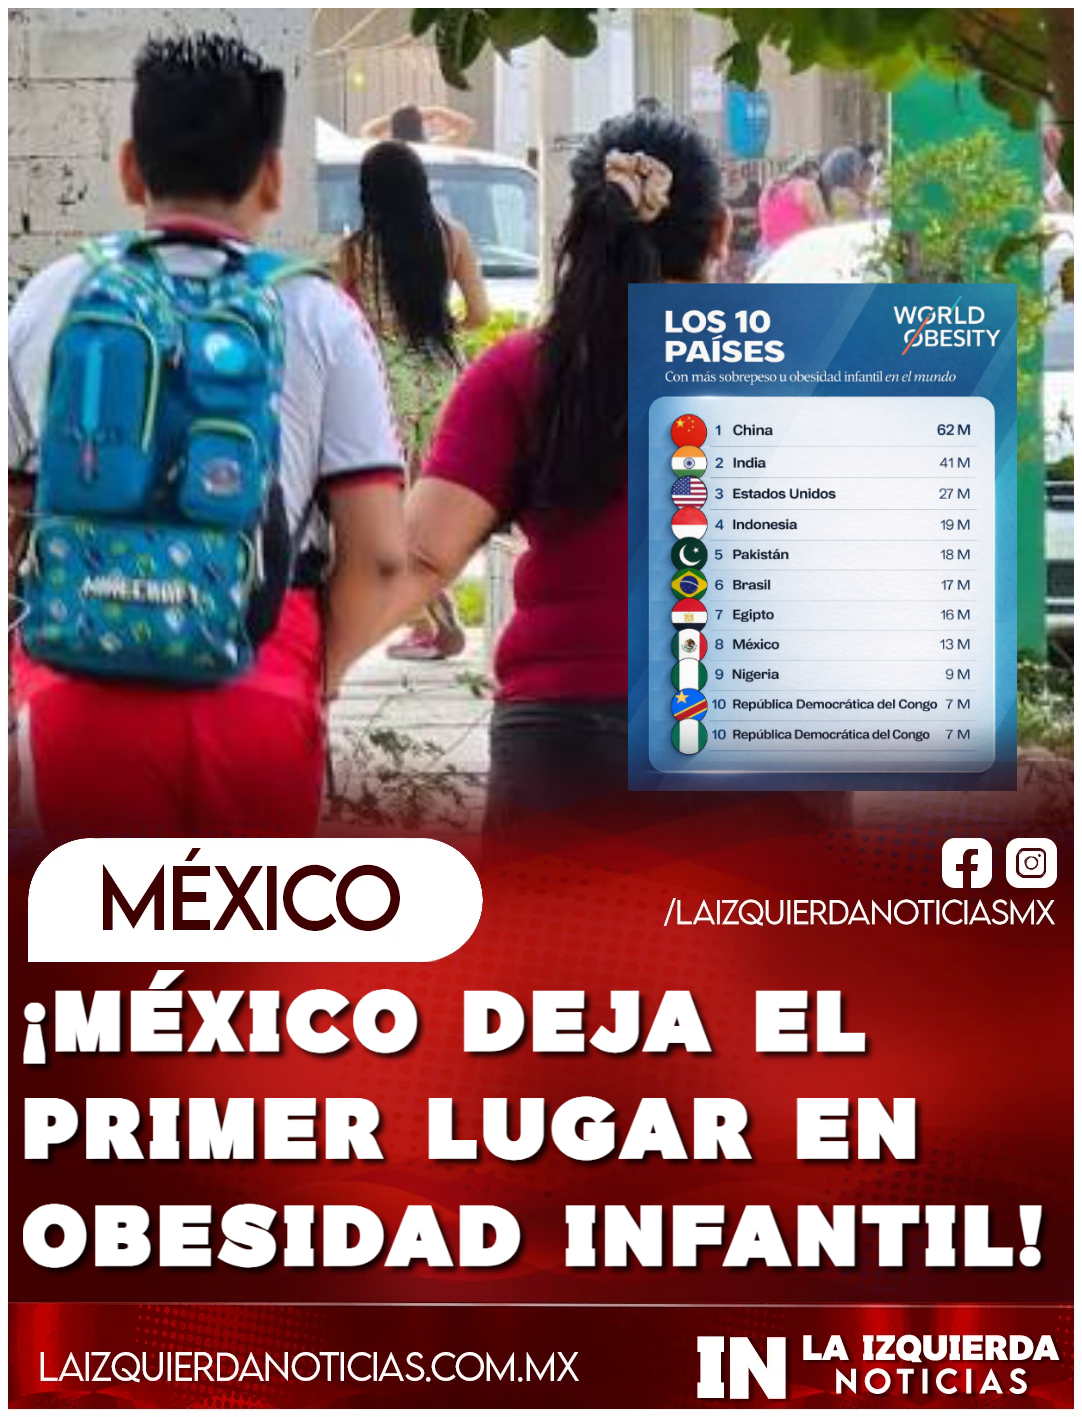 MINECRAFT
LOS 10
PAÍSES
WORLD
OBESITY
Con más sobrepeso u obesidad infantil en el mundo
1 China 62 M
2 India 41 M
3 Estados Unidos 27 M
4 Indonesia 19 M
5 Pakistán 18 M
6 Brasil 17 M
7 Egipto 16 M
8 México 13 M
9 Nigeria 9 M
10 República Democrática del Congo 7 M
10 República Democrática del Congo 7 M
MÉXICO
/LAIZQUIERDANOTICIASMX
¡MÉXICO DEJA EL
PRIMER LUGAR EN
OBESIDAD INFANTIL!
LAIZQUIERDANOTICIAS.COM.MX
IN LA IZQUIERDA
NOTICIAS